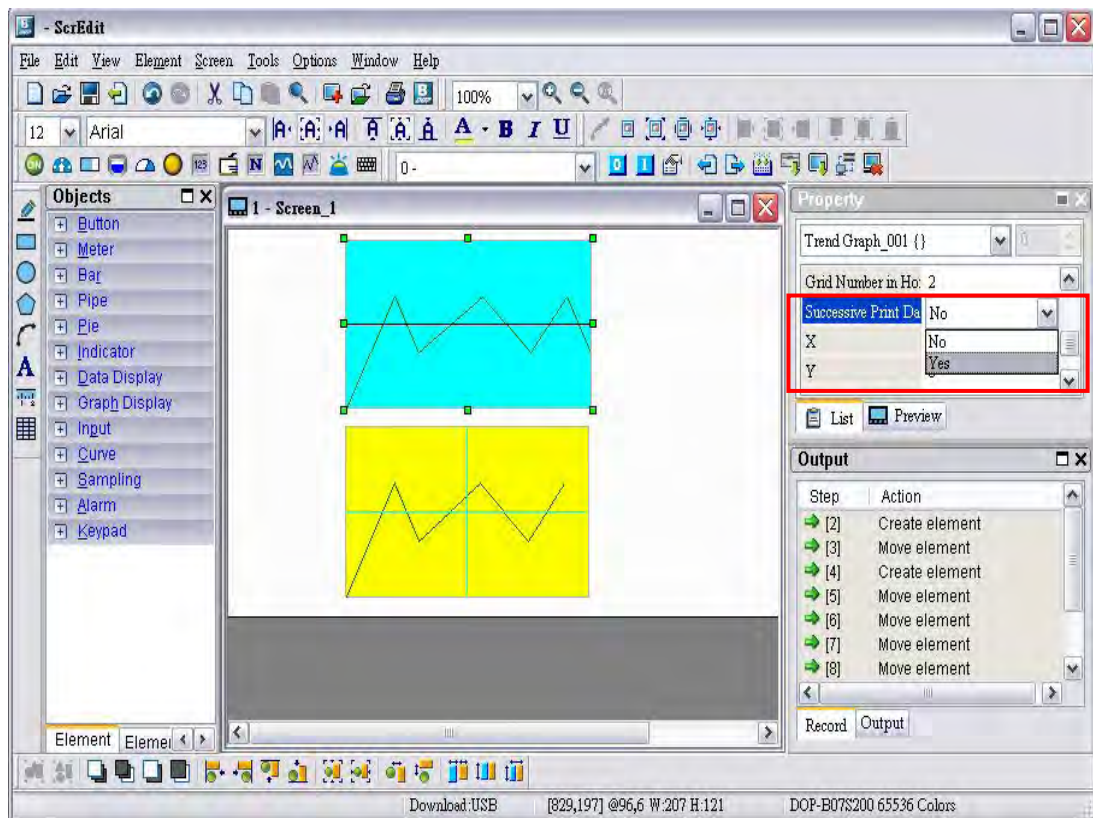 - ScrEdit
File Edit View Element Screen Tools Options Window Help
100%
12 Arial A B I U
0 -
Objects
Button
Meter
Bar
Pipe
Pie
Indicator
Data Display
Graph Display
Input
Curve
Sampling
Alarm
Keypad
Element Elemei
1 - Screen_1
Property
Trend Graph_001 {}
Grid Number in Ho: 2
Successive Print Da No
X No
Y Yes
List Preview
Output
Step Action
[2] Create element
[3] Move element
[4] Create element
[5] Move element
[6] Move element
[7] Move element
[8] Move element
Record Output
Download:USB [829,197] @96,6 W:207 H:121 DOP-B07S200 65536 Colors